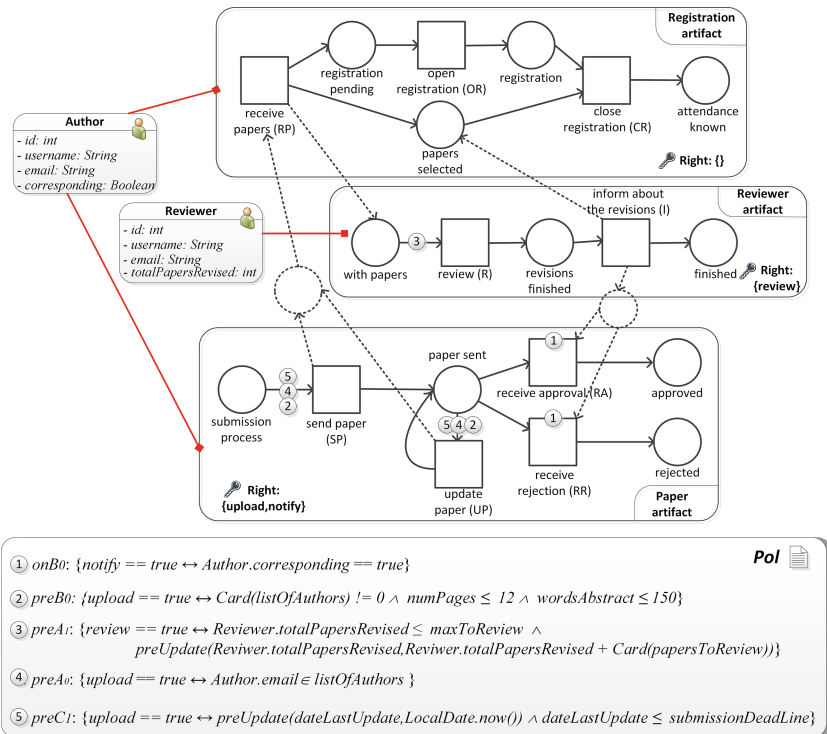 Registration
artifact
registration
pending
open
registration (OR)
registration
receive
papers (RP)
close
registration (CR)
attendance
known
papers
selected
Right: {}
Author
- id: int
- username: String
- email: String
- corresponding: Boolean
Reviewer
- id: int
- username: String
- email: String
- totalPapersRevised: int
inform about
the revisions (I)
Reviewer
artifact
3
with papers
review (R)
revisions
finished
finished
Right:
{review}
submission
process
5
4
2
send paper
(SP)
paper sent
1
receive approval (RA)
approved
5 4 2
1
update
paper (UP)
receive
rejection (RR)
rejected
Right:
{upload,notify}
Paper
artifact
Pol
1 onB0: {notify == true ↔ Author.corresponding == true}
2 preB0: {upload == true ↔ Card(listOfAuthors) != 0 ∧ numPages ≤ 12 ∧ wordsAbstract ≤150}
3 preA1: {review == true ↔ Reviewer.totalPapersRevised ≤ maxToReview ∧
preUpdate(Reviwer.totalPapersRevised,Reviwer.totalPapersRevised + Card(papersToReview))}
4 preA0: {upload == true ↔ Author.email ∈ listOfAuthors }
5 preC1: {upload == true ↔ preUpdate(dateLastUpdate,LocalDate.now()) ∧ dateLastUpdate ≤ submissionDeadLine}